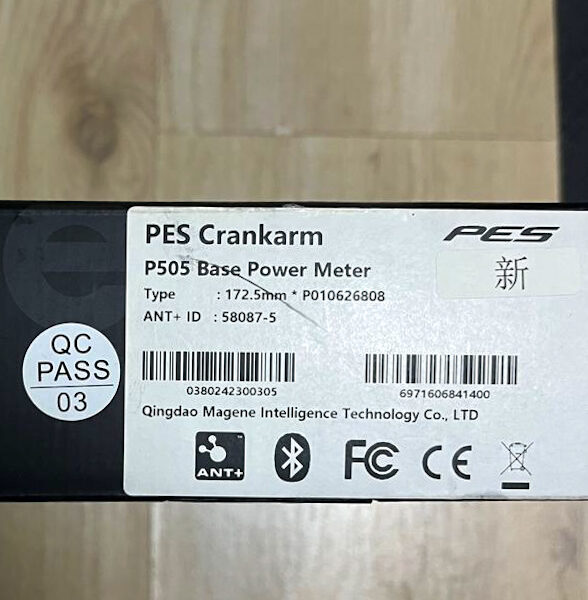 PES Crankarm
PES
P505 Base Power Meter
新
Type : 172.5mm * P010626808
ANT+ ID : 58087-5
QC
PASS
03
0380242300305
6971606841400
Qingdao Magene Intelligence Technology Co., LTD
ANT+
FC
CE